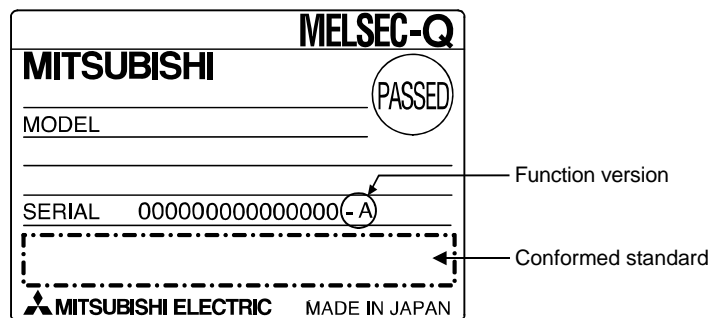 MELSEC-Q
MITSUBISHI
PASSED
MODEL
Function version
SERIAL 000000000000000 - A
Conformed standard
MITSUBISHI ELECTRIC MADE IN JAPAN